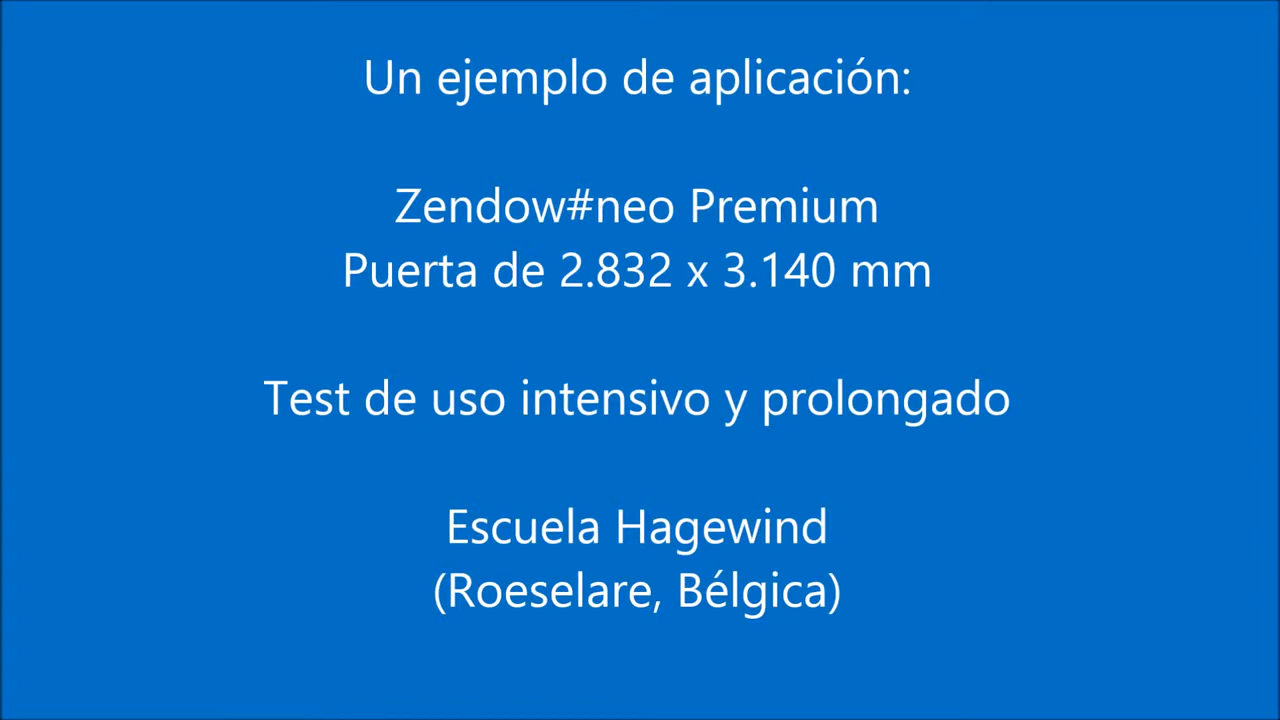 Un ejemplo de aplicación:
Zendow#neo Premium
Puerta de 2.832 x 3.140 mm
Test de uso intensivo y prolongado
Escuela Hagewind
(Roeselare, Bélgica)